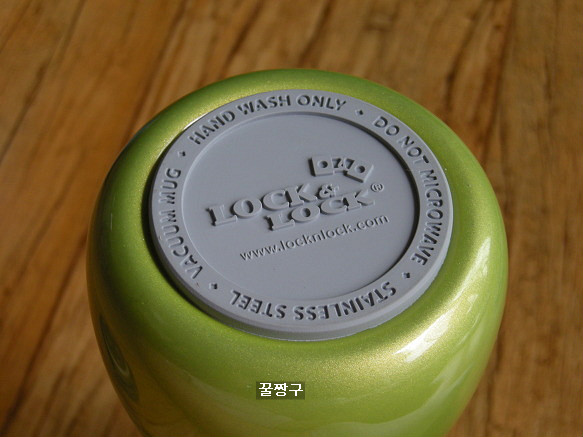 HAND WASH ONLY • DO NOT MICROWAVE • STAINLESS STEEL • VACUUM MUG •
LOCK &
LOCK®
www.locknlock.com
꿀짱구